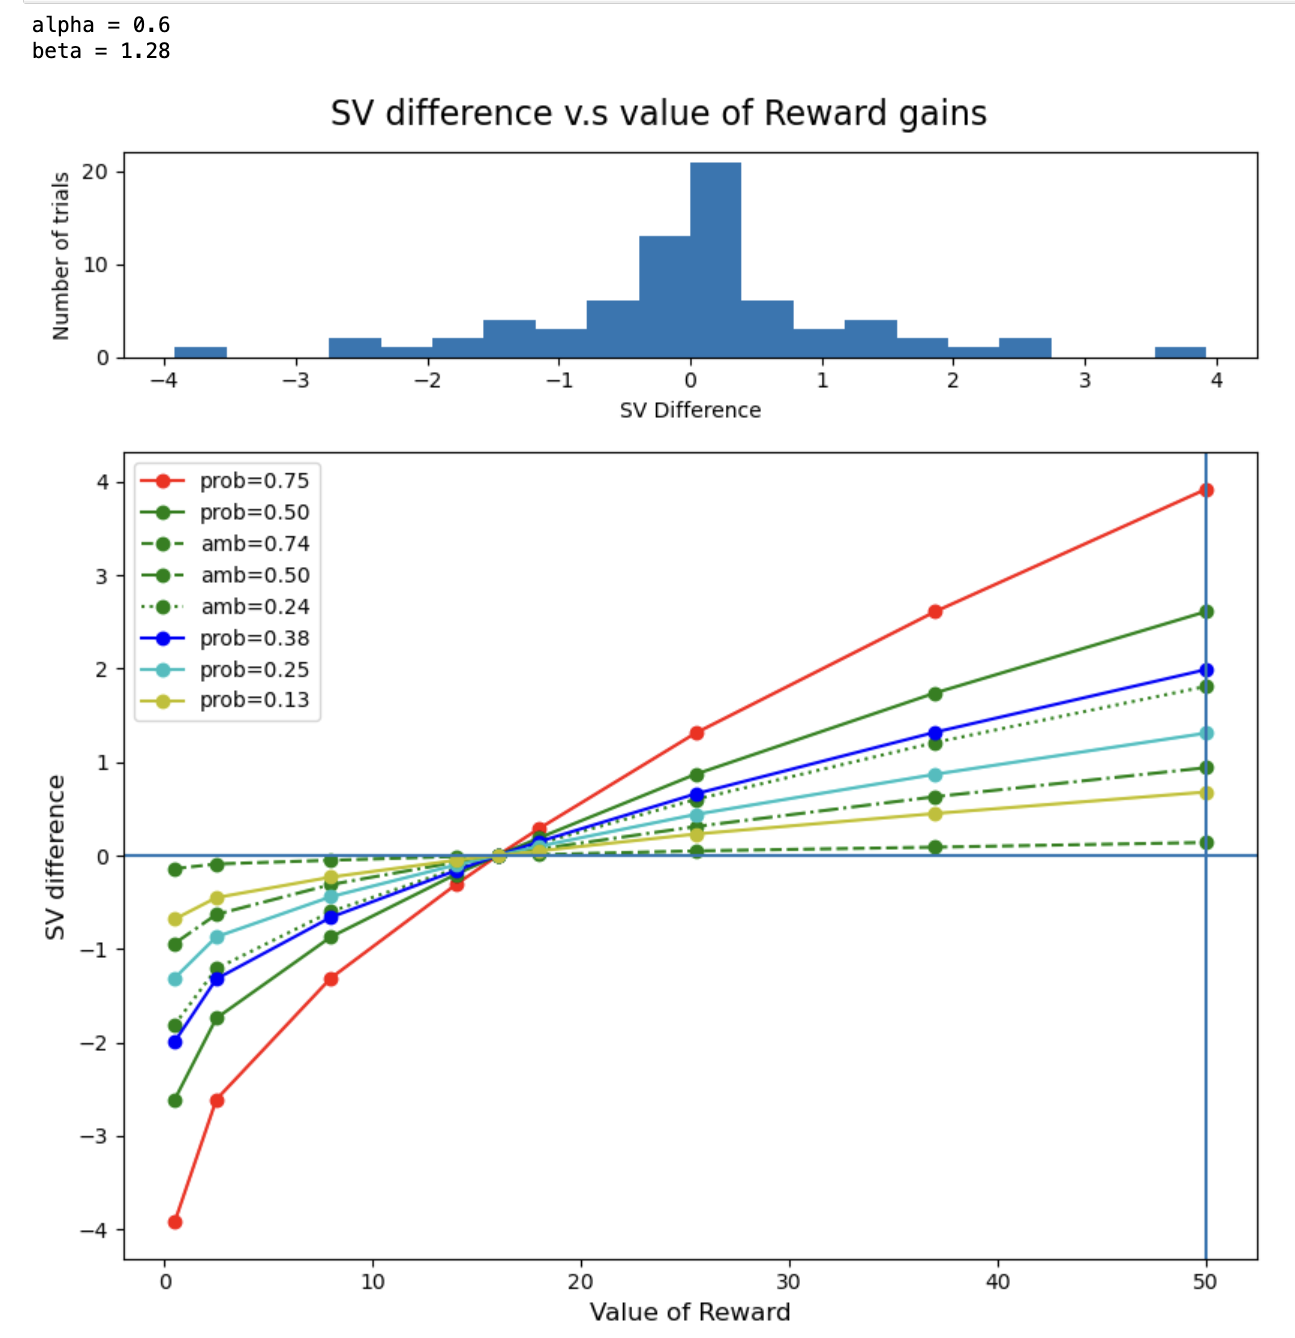 alpha = 0.6
beta = 1.28
SV difference v.s value of Reward gains
Number of trials
20
10
0
−4 −3 −2 −1 0 1 2 3 4
SV Difference
prob=0.75
prob=0.50
amb=0.74
amb=0.50
amb=0.24
prob=0.38
prob=0.25
prob=0.13
SV difference
4
3
2
1
0
−1
−2
−3
−4
0 10 20 30 40 50
Value of Reward